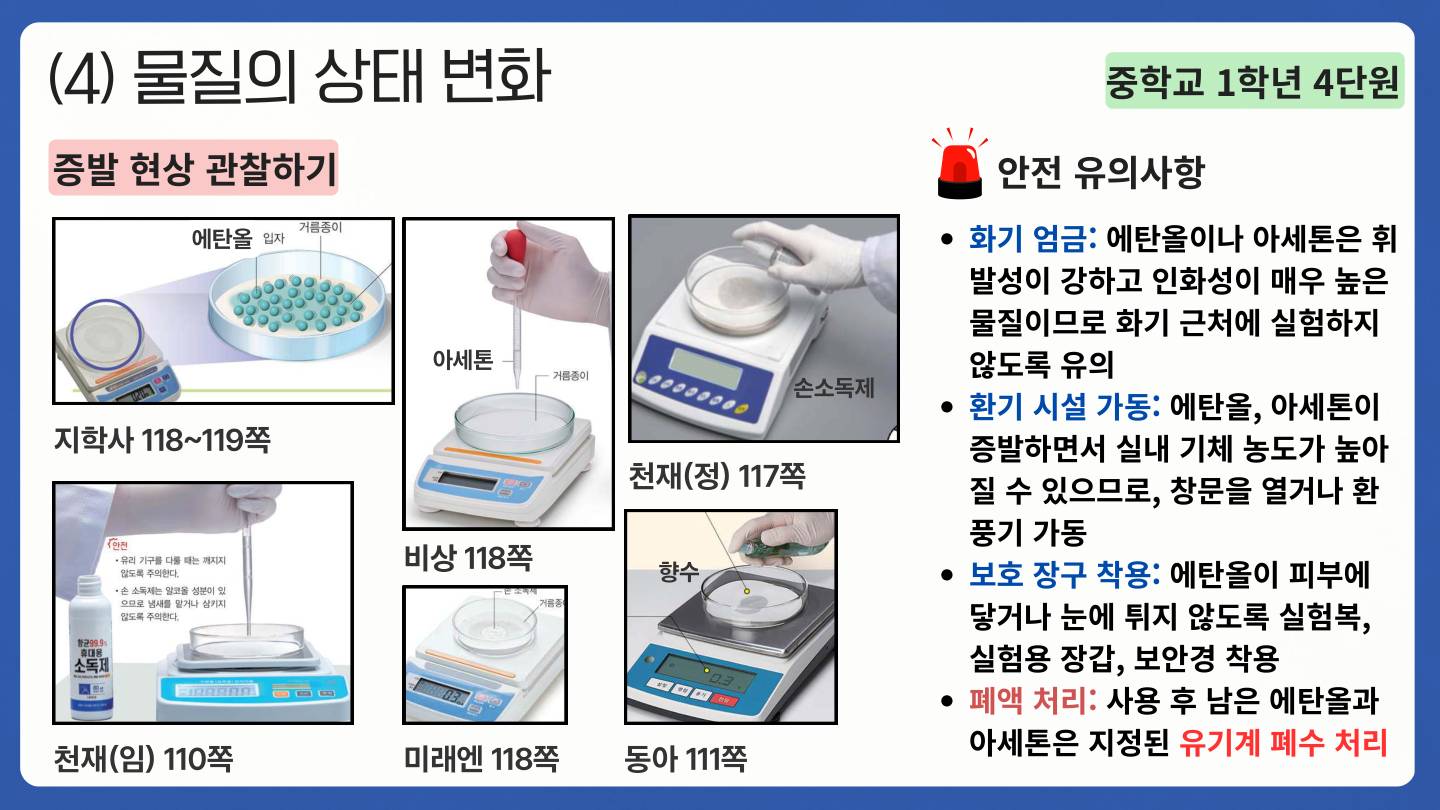 (4) 물질의 상태 변화
중학교 1학년 4단원
증발 현상 관찰하기
에탄올
입자
거름종이
지학사 118~119쪽
아세톤
거름종이
비상 118쪽
손소독제
천재(정) 117쪽
안전
• 유리 기구를 다룰 때는 깨지지
않도록 주의한다.
• 손 소독제는 알코올 성분이 있
으므로 냄새를 맡거나 삼키지
않도록 주의한다.
항균99.9%
휴대용
소독제
천재(임) 110쪽
손 소독제
거름종이
0.3
미래엔 118쪽
향수
0.3
동아 111쪽
안전 유의사항
• 화기 엄금: 에탄올이나 아세톤은 휘
발성이 강하고 인화성이 매우 높은
물질이므로 화기 근처에 실험하지
않도록 유의
• 환기 시설 가동: 에탄올, 아세톤이
증발하면서 실내 기체 농도가 높아
질 수 있으므로, 창문을 열거나 환
풍기 가동
• 보호 장구 착용: 에탄올이 피부에
닿거나 눈에 튀지 않도록 실험복,
실험용 장갑, 보안경 착용
• 폐액 처리: 사용 후 남은 에탄올과
아세톤은 지정된 유기계 폐수 처리